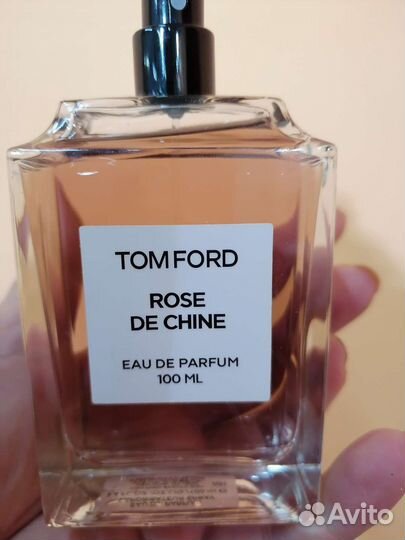 TOM FORD
ROSE
DE CHINE
EAU DE PARFUM
100 ML
Avito